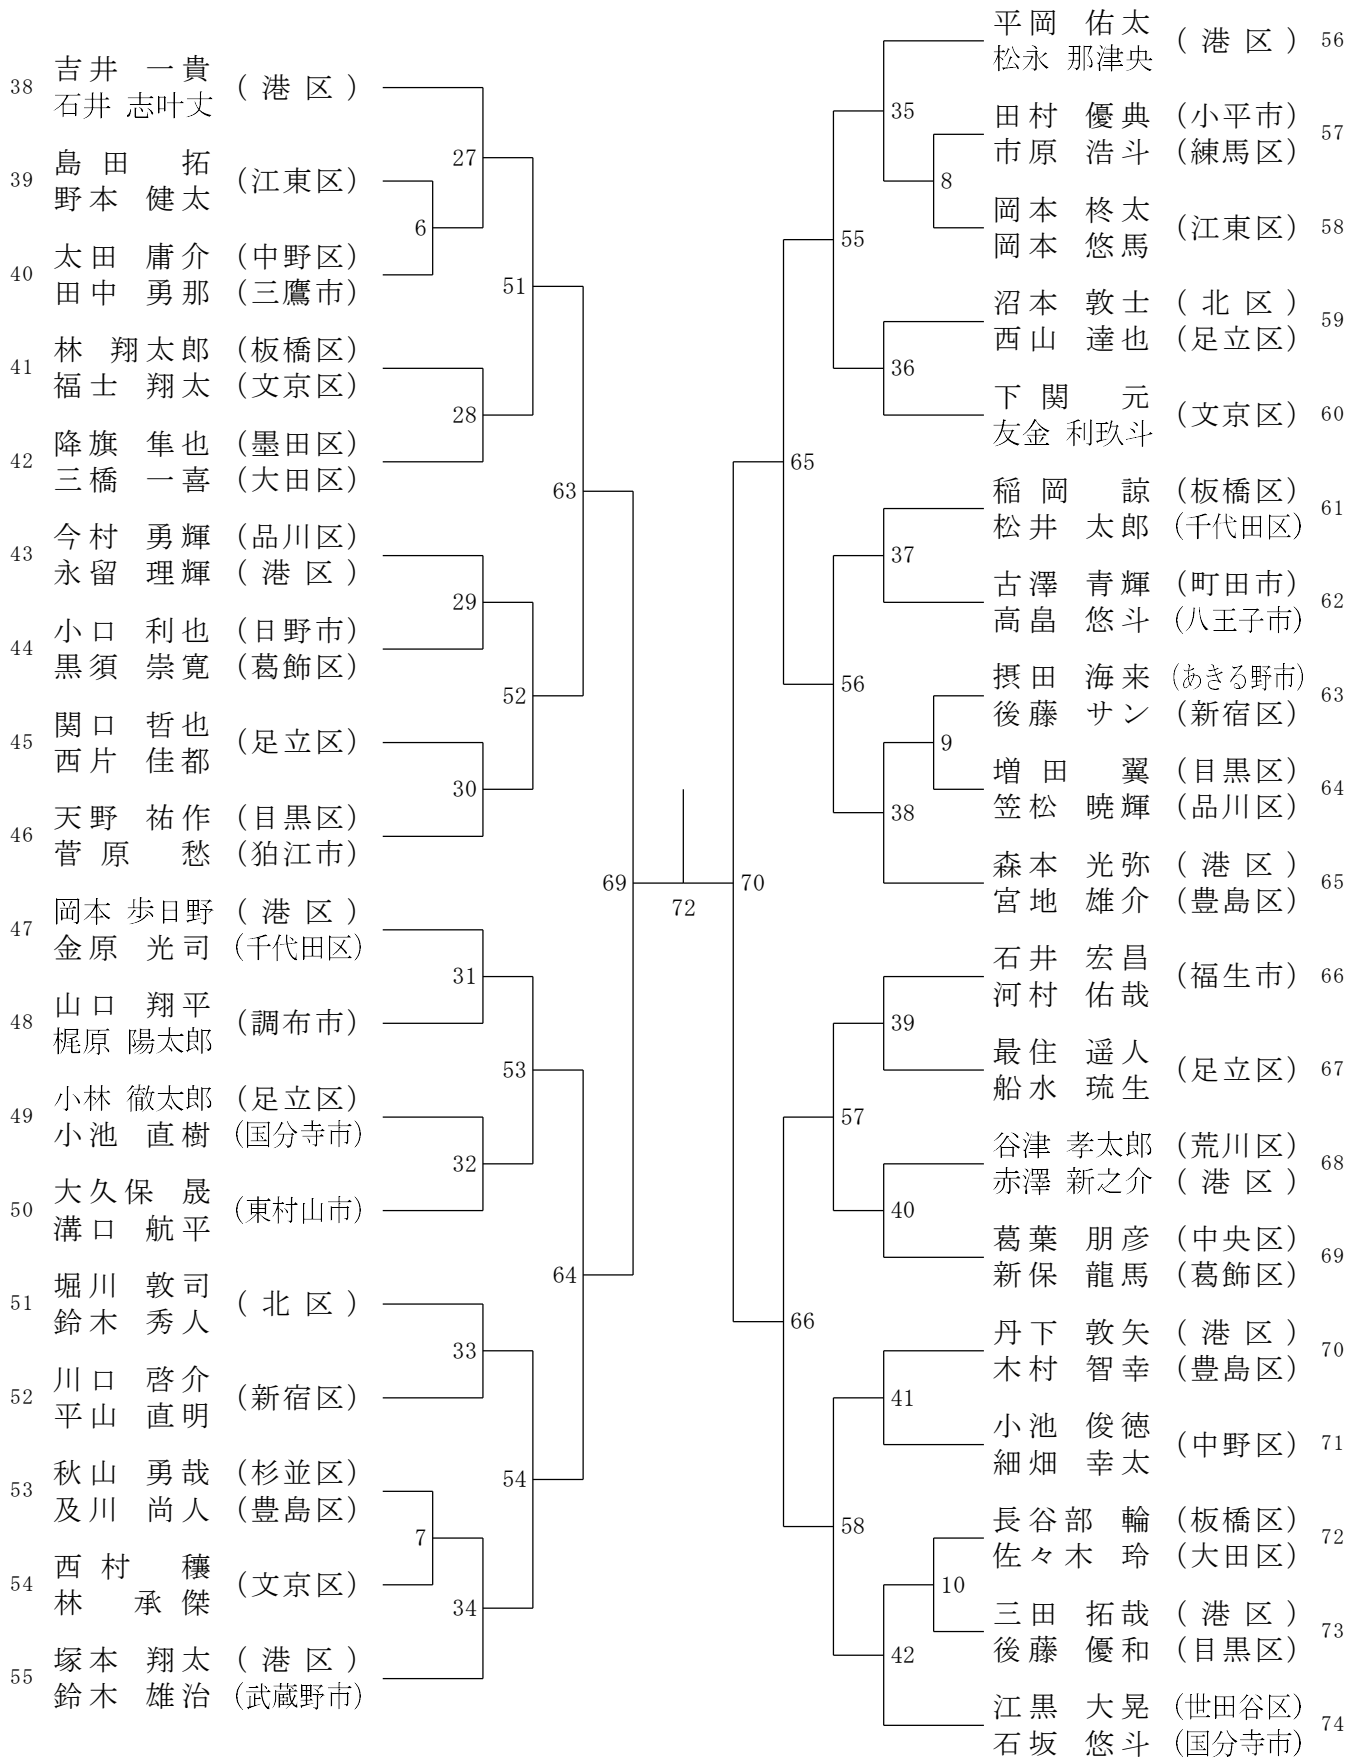 38 吉井 一貴 (港区)
石井 志叶丈
39 島田 拓 (江東区)
野本 健太
40 太田 庸介 (中野区)
田中 勇那 (三鷹市)
41 林 翔太郎 (板橋区)
福士 翔太 (文京区)
42 降旗 隼也 (墨田区)
三橋 一喜 (大田区)
43 今村 勇輝 (品川区)
永留 理輝 (港区)
44 小口 利也 (日野市)
黒須 崇寛 (葛飾区)
45 関口 哲也 (足立区)
西片 佳都
46 天野 祐作 (目黒区)
菅原 愁 (狛江市)
47 岡本 歩日野 (港区)
金原 光司 (千代田区)
48 山口 翔平 (調布市)
梶原 陽太郎
49 小林 徹太郎 (足立区)
小池 直樹 (国分寺市)
50 大久保 晟 (東村山市)
溝口 航平
51 堀川 敦司 (北区)
鈴木 秀人
52 川口 啓介 (新宿区)
平山 直明
53 秋山 勇哉 (杉並区)
及川 尚人 (豊島区)
54 西村 穰 (文京区)
林 承傑
55 塚本 翔太 (港区)
鈴木 雄治 (武蔵野市)
6
7
27
28
29
30
31
32
33
34
51
52
53
54
63
64
69
72
70
65
66
55
56
57
58
35
36
37
38
39
40
41
42
8
9
10
平岡 佑太 (港区) 56
松永 那津央
田村 優典 (小平市) 57
市原 浩斗 (練馬区)
岡本 柊太 (江東区) 58
岡本 悠馬
沼本 敦士 (北区) 59
西山 達也 (足立区)
下関 元 (文京区) 60
友金 利玖斗
稲岡 諒 (板橋区) 61
松井 太郎 (千代田区)
古澤 青輝 (町田市) 62
高畠 悠斗 (八王子市)
摂田 海来 (あきる野市) 63
後藤 サン (新宿区)
増田 翼 (目黒区) 64
笠松 暁輝 (品川区)
森本 光弥 (港区) 65
宮地 雄介 (豊島区)
石井 宏昌 (福生市) 66
河村 佑哉
最住 遥人 (足立区) 67
船水 琉生
谷津 孝太郎 (荒川区) 68
赤澤 新之介 (港区)
葛葉 朋彦 (中央区) 69
新保 龍馬 (葛飾区)
丹下 敦矢 (港区) 70
木村 智幸 (豊島区)
小池 俊徳 (中野区) 71
細畑 幸太
長谷部 輪 (板橋区) 72
佐々木 玲 (大田区)
三田 拓哉 (港区) 73
後藤 優和 (目黒区)
江黒 大晃 (世田谷区) 74
石坂 悠斗 (国分寺市)